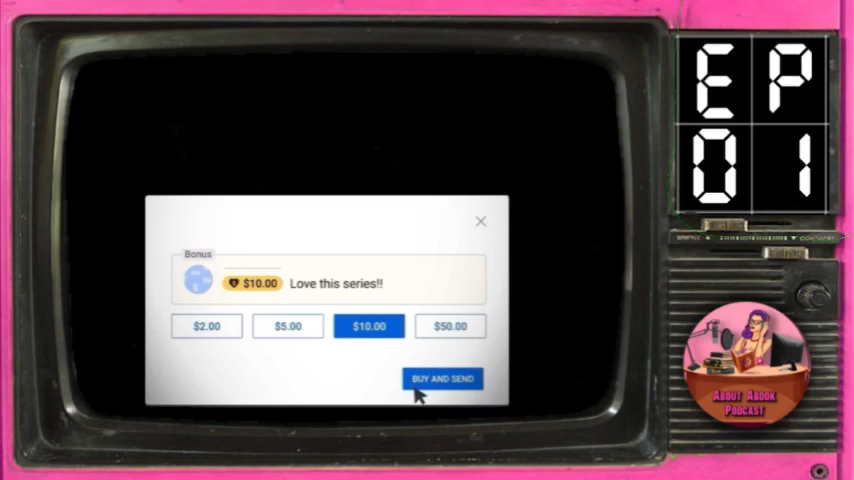 EP
01
Bonus
$10.00 Love this series!!
$2.00 $5.00 $10.00 $50.00
BUY AND SEND
ABOUT ABOOK
PODCAST